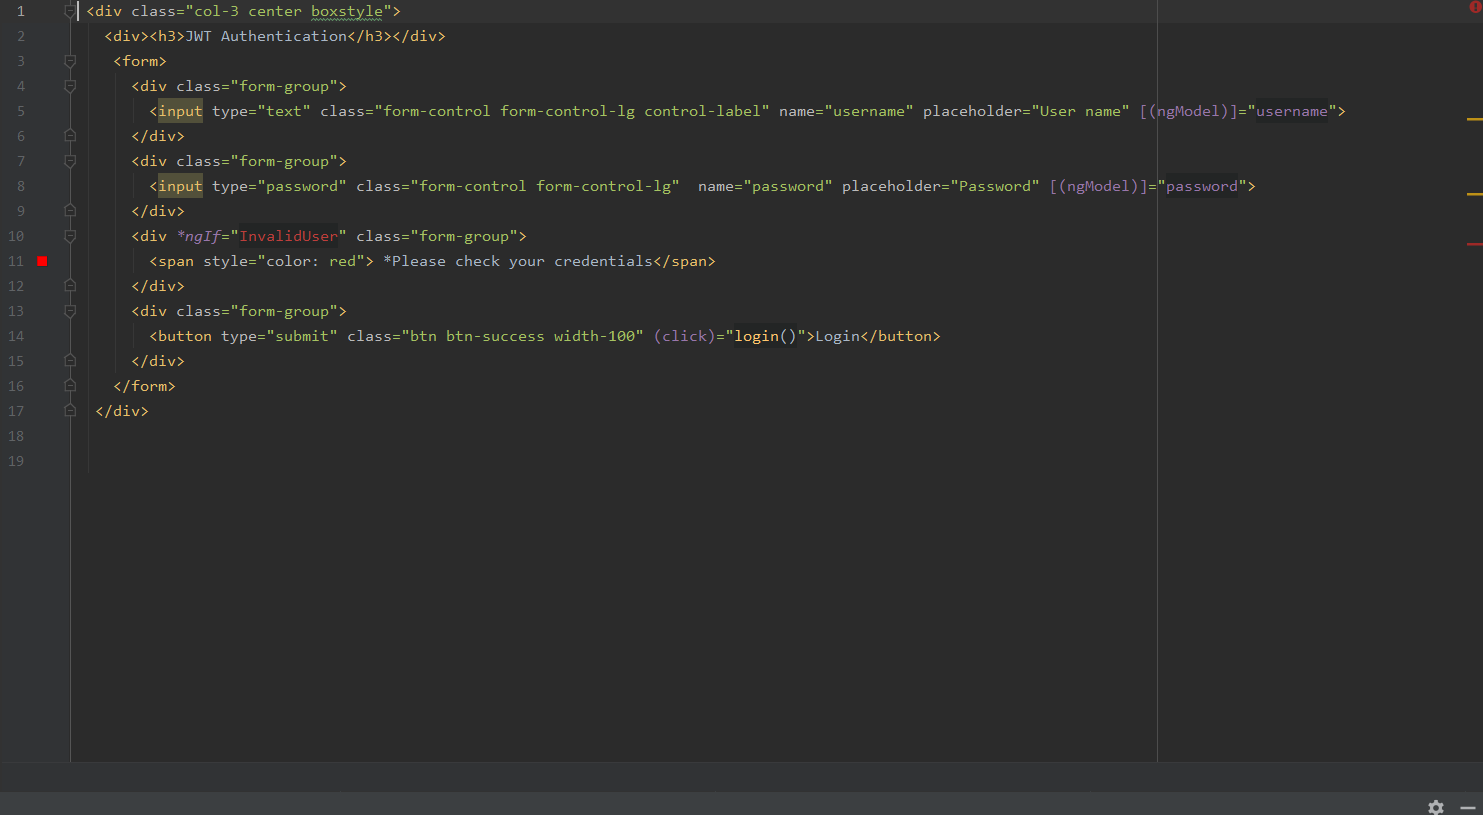 1 <div class="col-3 center boxstyle">
2 <div><h3>JWT Authentication</h3></div>
3 <form>
4 <div class="form-group">
5 <input type="text" class="form-control form-control-lg control-label" name="username" placeholder="User name" [(ngModel)]="username">
6 </div>
7 <div class="form-group">
8 <input type="password" class="form-control form-control-lg"  name="password" placeholder="Password" [(ngModel)]="password">
9 </div>
10 <div *ngIf="InvalidUser" class="form-group">
11 <span style="color: red"> *Please check your credentials</span>
12 </div>
13 <div class="form-group">
14 <button type="submit" class="btn btn-success width-100" (click)="login()">Login</button>
15 </div>
16 </form>
17 </div>
18
19